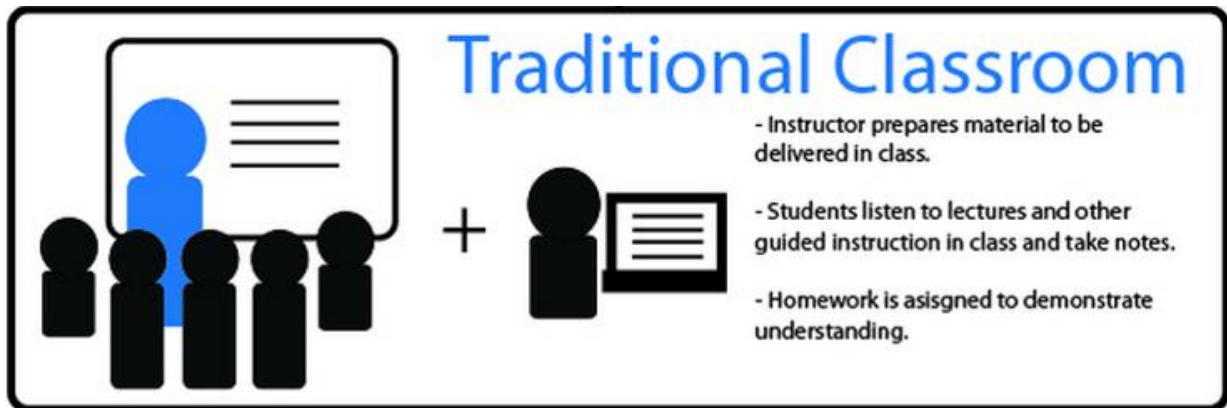 Traditional Classroom
- Instructor prepares material to be
delivered in class.
- Students listen to lectures and other
guided instruction in class and take notes.
- Homework is asisgned to demonstrate
understanding.